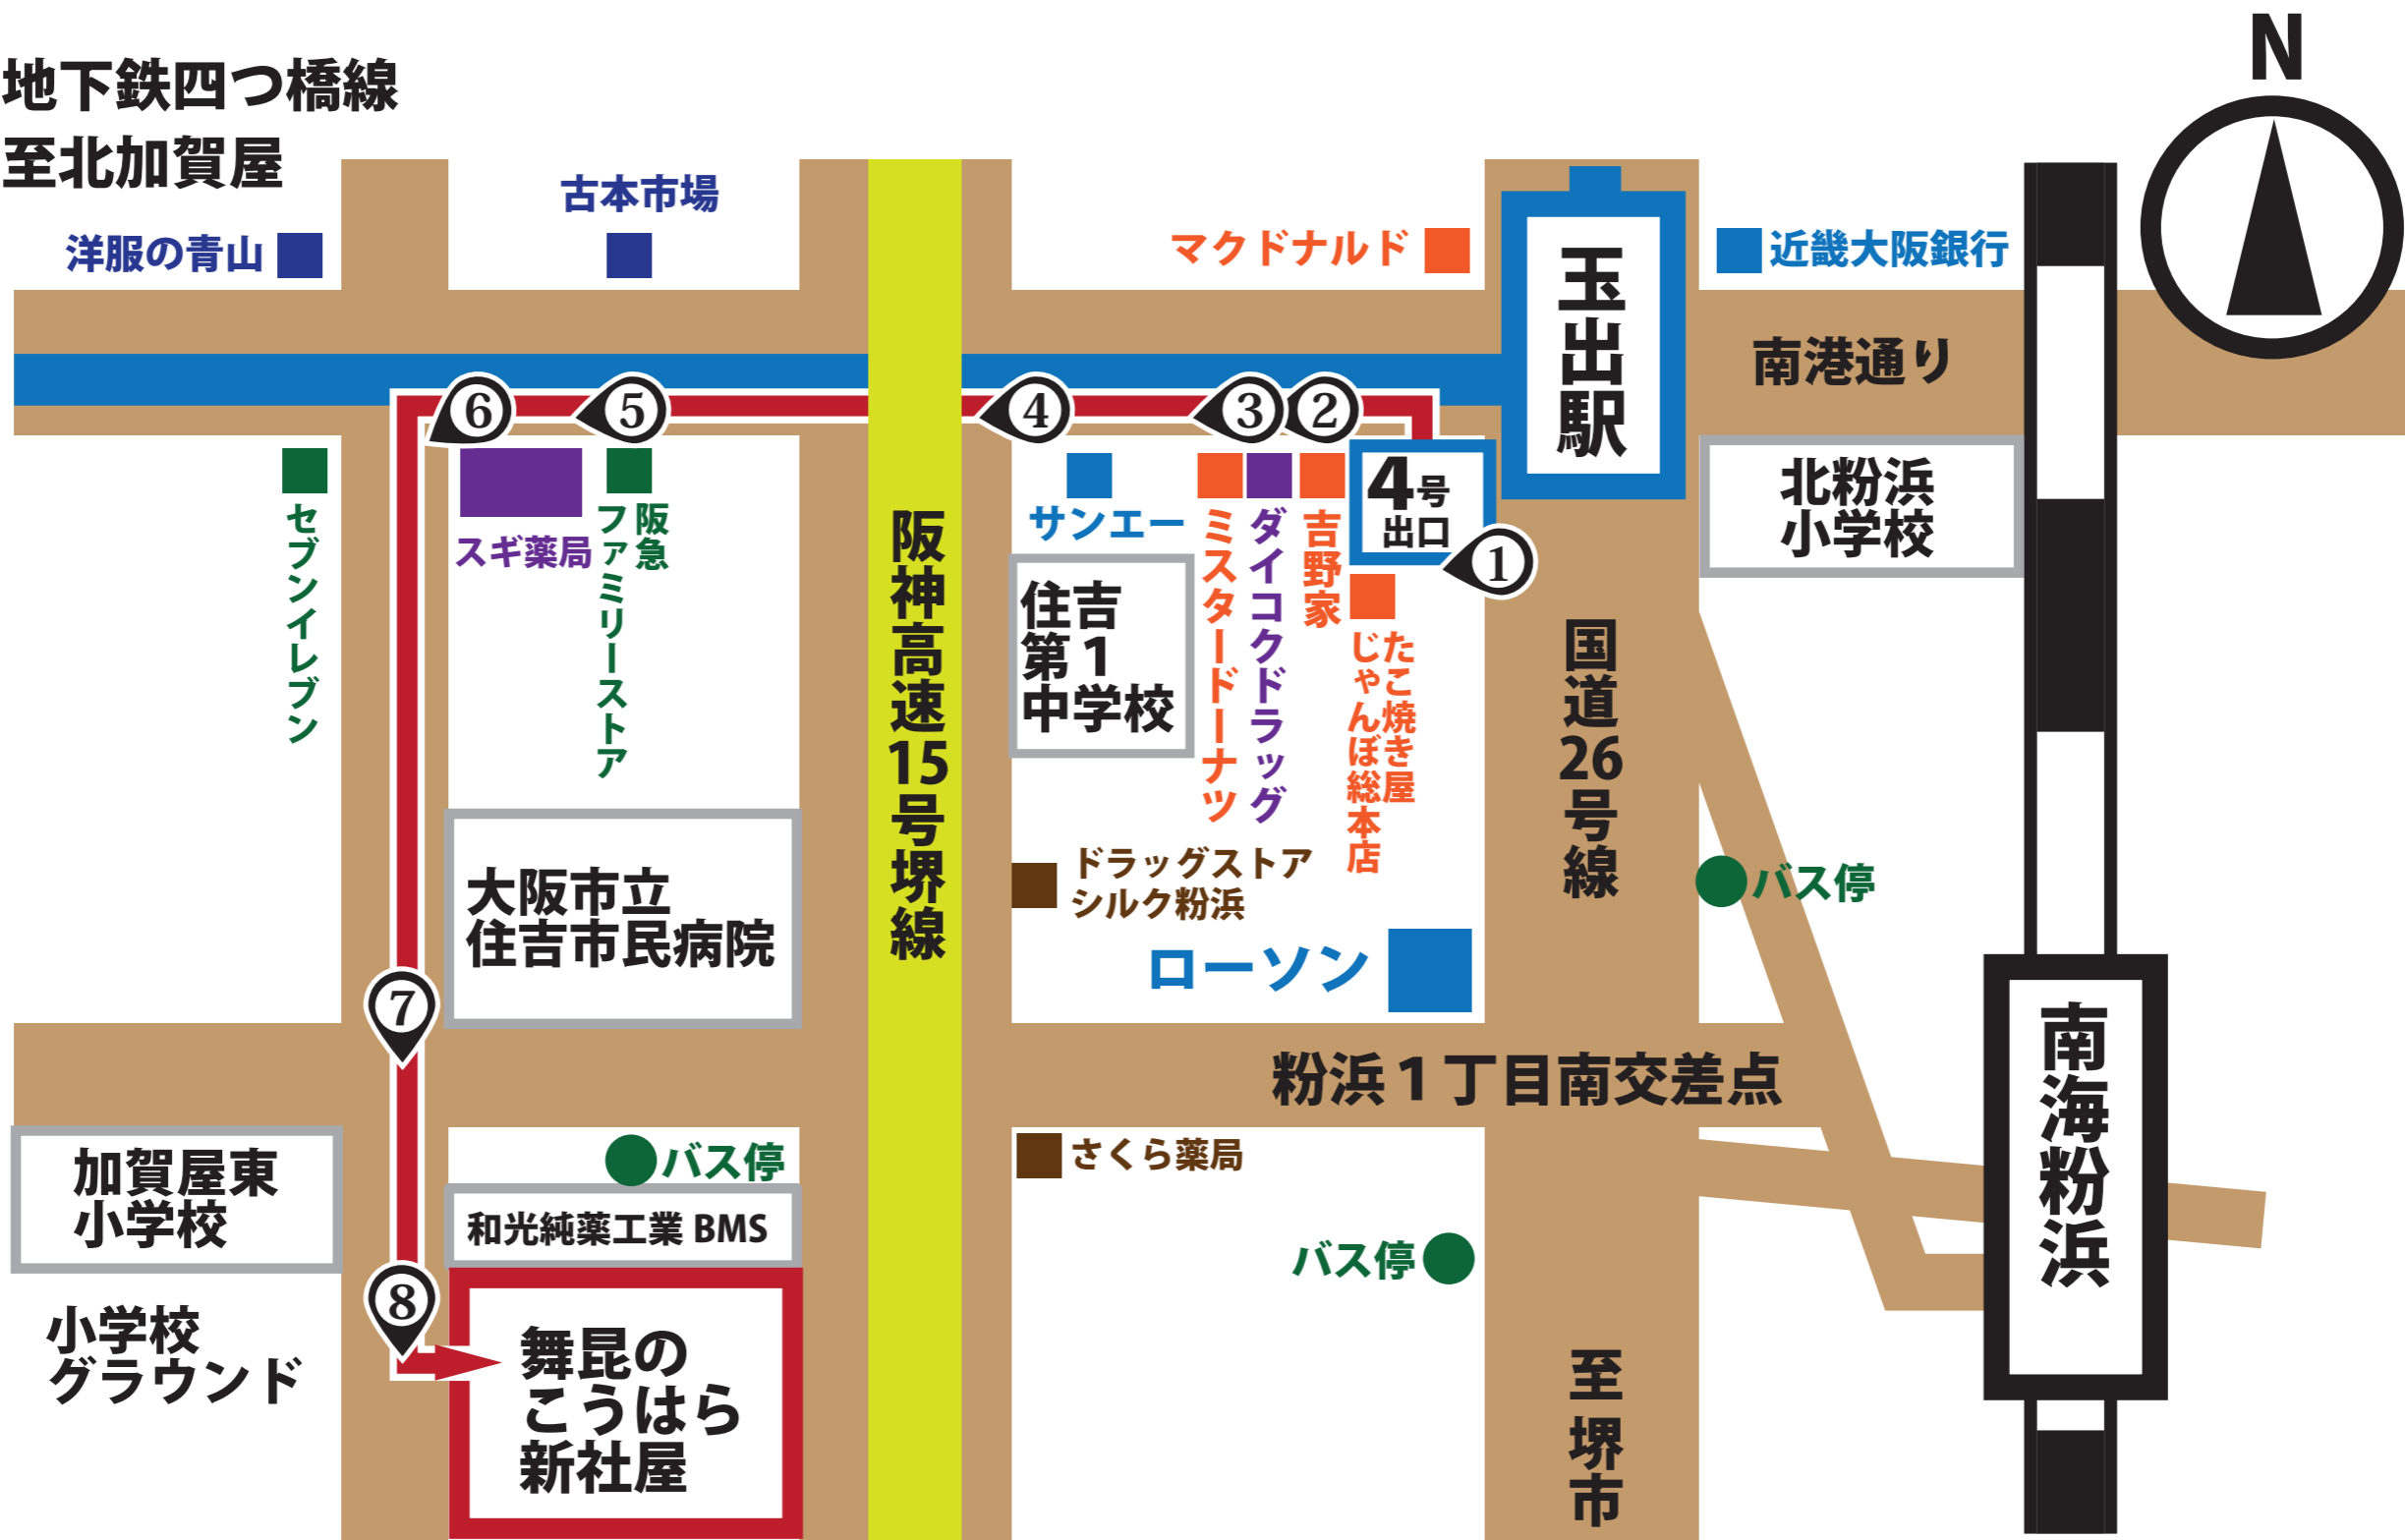 地下鉄四つ橋線
至北加賀屋
N
古本市場
洋服の青山
マクドナルド
近畿大阪銀行
玉出駅
南港通り
6
5
4
3
2
4号
出口
1
北粉浜
小学校
セブンイレブン
スギ薬局
阪急
ファミリーストア
阪神高速15号堺線
サンエー
住吉
第1
中学校
ミスタードーナツ
ダイコクドラッグ
吉野家
たこ焼き屋
じゃんぼ総本店
国道26号線
大阪市立
住吉市民病院
ドラッグストア
シルク粉浜
バス停
ローソン
7
南海粉浜
粉浜1丁目南交差点
加賀屋東
小学校
バス停
さくら薬局
和光純薬工業 BMS
バス停
8
小学校
グラウンド
舞昆の
こうはら
新社屋
至 堺市